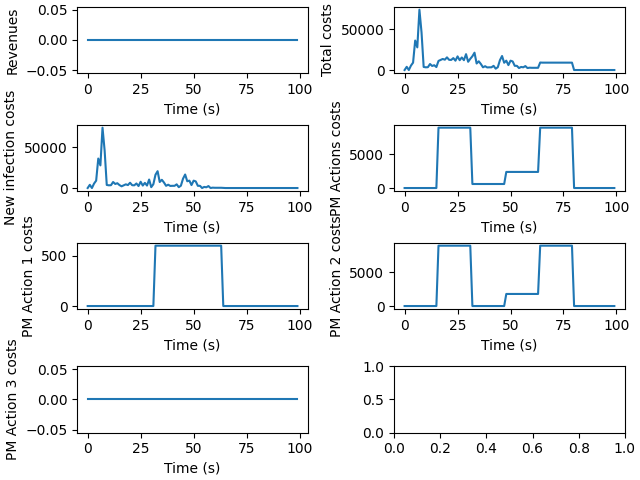 Revenues
0.05
0.00
−0.05
0 25 50 75 100
Time (s)
Total costs
50000
0
0 25 50 75 100
Time (s)
New infection costs
50000
0
0 25 50 75 100
Time (s)
PM Actions costs
5000
0 25 50 75 100
Time (s)
PM Action 1 costs
500
0
0 25 50 75 100
Time (s)
PM Action 2 costs
5000
0
0 25 50 75 100
Time (s)
PM Action 3 costs
0.05
0.00
−0.05
0 25 50 75 100
Time (s)
1.0
0.5
0.0
0.0 0.2 0.4 0.6 0.8 1.0